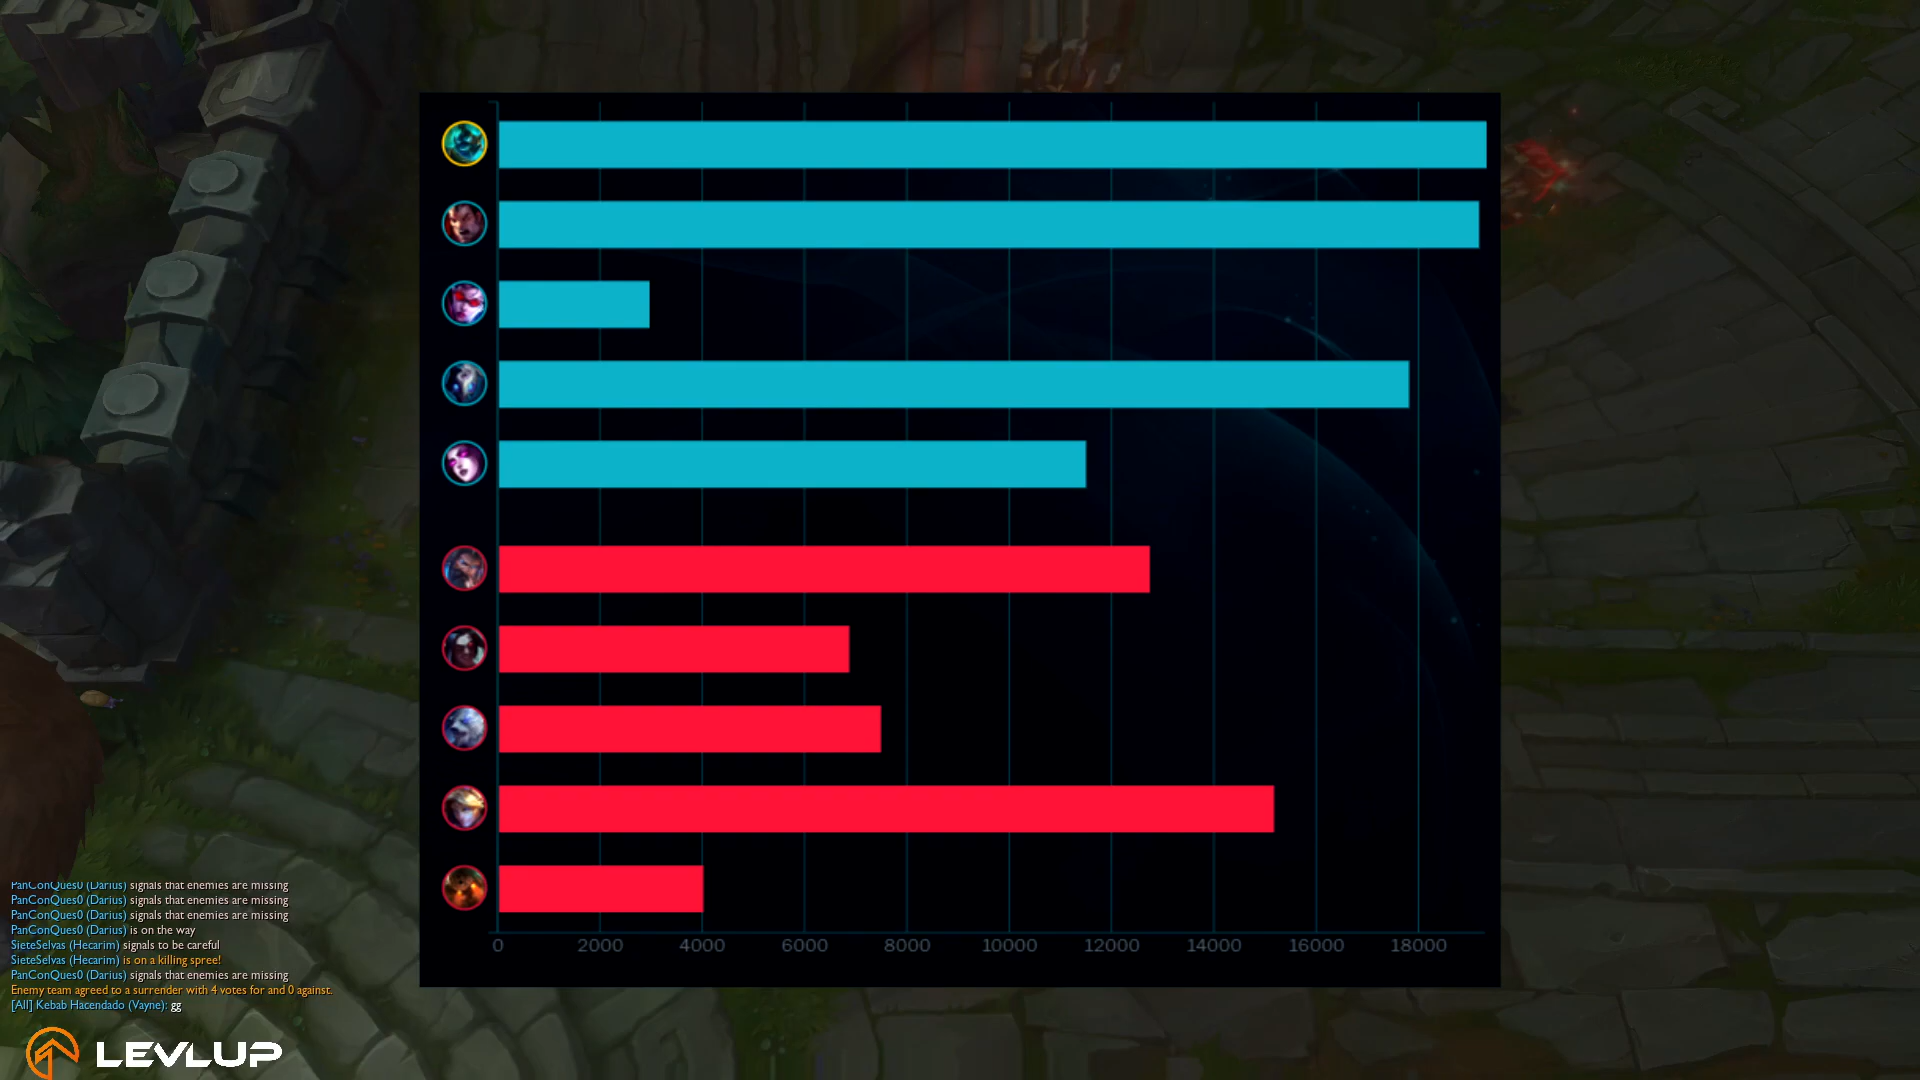 0 2000 4000 6000 8000 10000 12000 14000 16000 18000
PanConQues0 (Darius) signals that enemies are missing
PanConQues0 (Darius) signals that enemies are missing
PanConQues0 (Darius) signals that enemies are missing
PanConQues0 (Darius) is on the way
SieteSelvas (Hecarim) signals to be careful
SieteSelvas (Hecarim) is on a killing spree!
PanConQues0 (Darius) signals that enemies are missing
Enemy team agreed to a surrender with 4 votes for and 0 against.
[All] Kebab Hacendado (Vayne): gg
LEVLUP